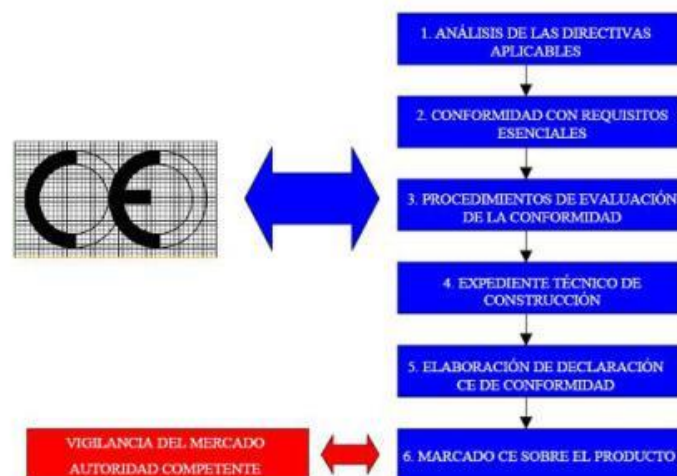 1. ANÁLISIS DE LAS DIRECTIVAS
APLICABLES
2. CONFORMIDAD CON REQUISITOS
ESENCIALES
CE
3. PROCEDIMIENTOS DE EVALUACIÓN
DE LA CONFORMIDAD
4. EXPEDIENTE TÉCNICO DE
CONSTRUCCIÓN
5. ELABORACIÓN DE DECLARACIÓN
CE DE CONFORMIDAD
VIGILANCIA DEL MERCADO
AUTORIDAD COMPETENTE
6. MARCADO CE SOBRE EL PRODUCTO